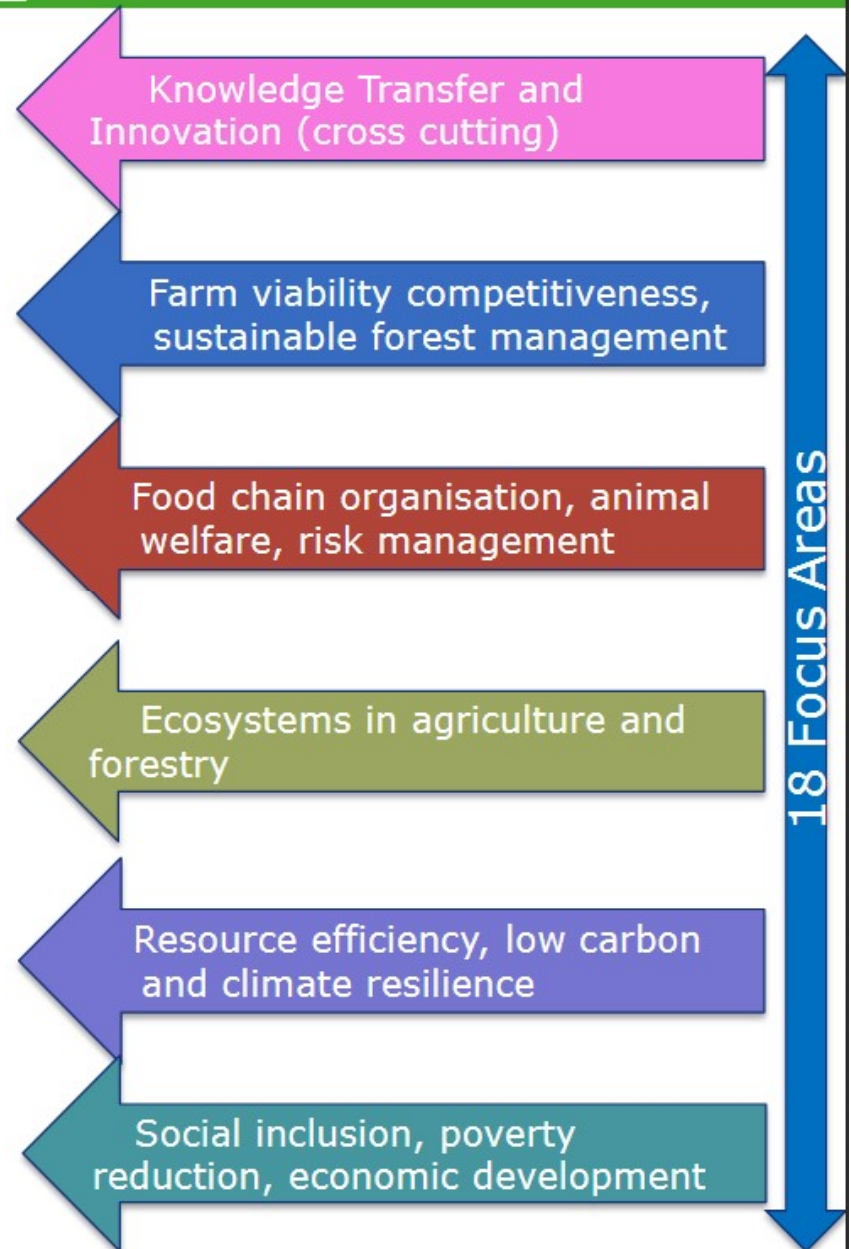 Knowledge Transfer and
Innovation (cross cutting)
Farm viability competitiveness,
sustainable forest management
Food chain organisation, animal
welfare, risk management
Ecosystems in agriculture and
forestry
Resource efficiency, low carbon
and climate resilience
Social inclusion, poverty
reduction, economic development
18 Focus Areas